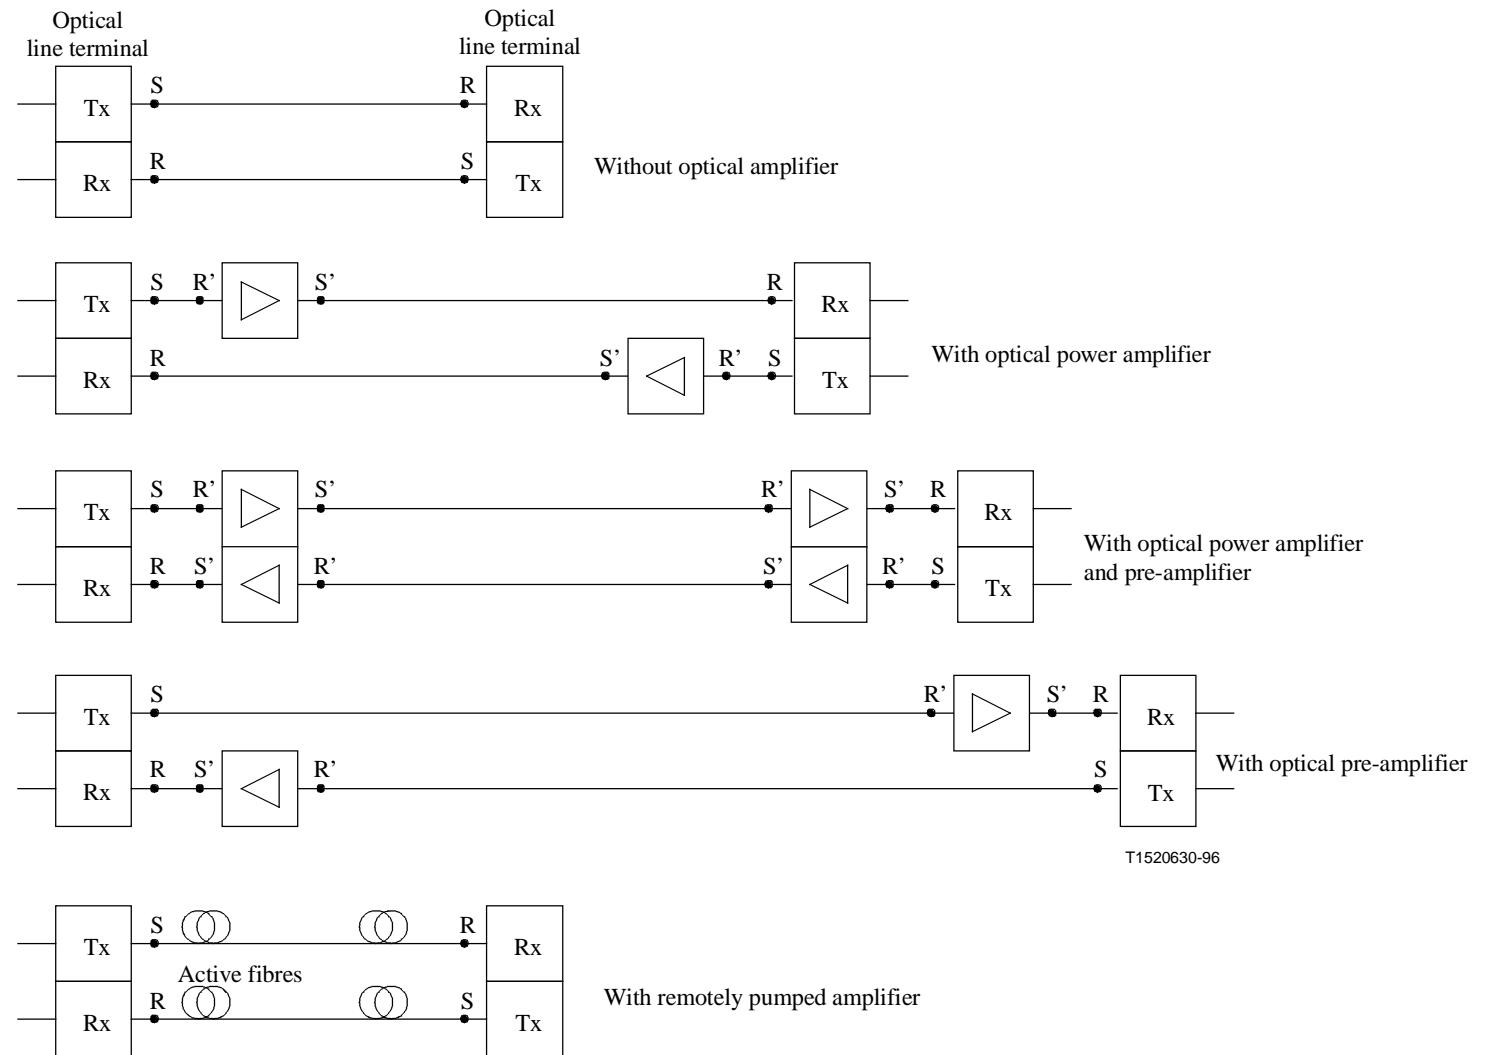 Optical
line terminal
Optical
line terminal
S R
Tx Rx
R S
Rx Tx
Without optical amplifier
S R’ S’ R
Tx Rx
R S’ R’ S
Rx Tx
With optical power amplifier
S R’ S’ R’ S’ R
Tx Rx
R S’ R’ S’ R’ S
Rx Tx
With optical power amplifier
and pre-amplifier
S R’ S’ R
Tx Rx
R S’ R’ S
Rx Tx
With optical pre-amplifier
T1520630-96
S R
Tx Rx
Active fibres
R S
Rx Tx
With remotely pumped amplifier